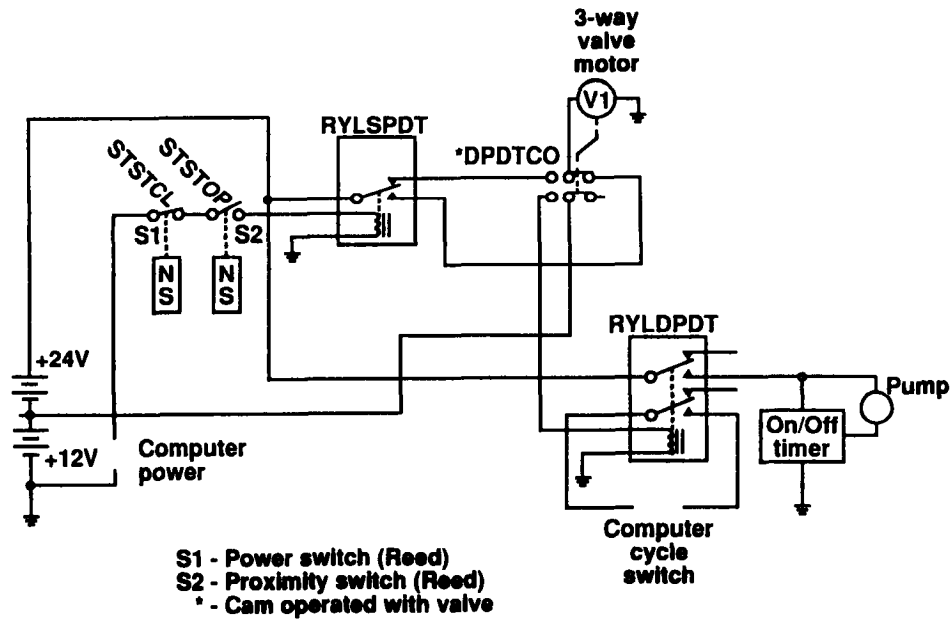 3-way
valve
motor
V1
RYLSPDT
*DPDTCO
STSTCL
STSTOP
S1
S2
N
S
N
S
RYLDPDT
+24V
Pump
On/Off
timer
+12V
Computer
power
Computer
cycle
switch
S1 - Power switch (Reed)
S2 - Proximity switch (Reed)
* - Cam operated with valve